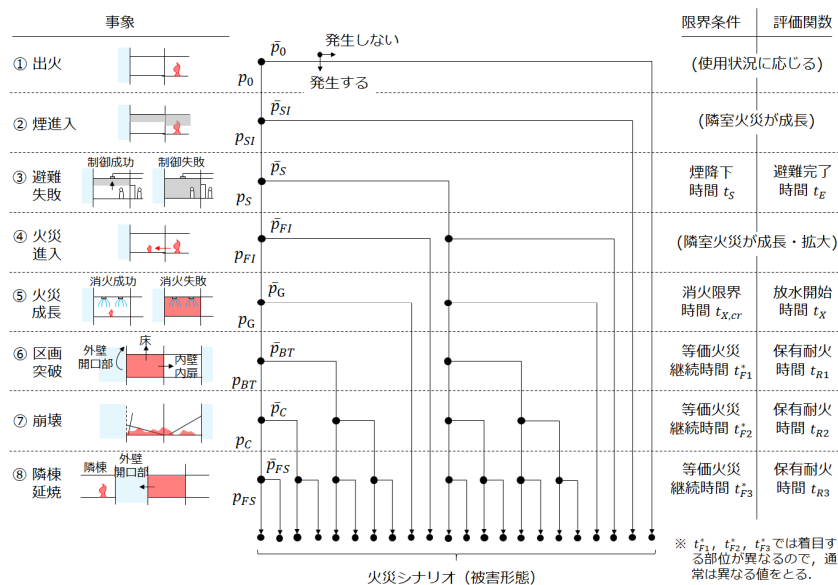 事象
限界条件
評価関数
① 出火
p̄0
発生しない
p0
発生する
(使用状況に応じる)
② 煙進入
p̄SI
pSI
(隣室火災が成長)
③ 避難
失敗
制御成功
制御失敗
p̄S
pS
煙降下
時間 tS
避難完了
時間 tE
④ 火災
進入
p̄FI
pFI
(隣室火災が成長・拡大)
⑤ 火災
成長
消火成功
消火失敗
p̄G
pG
消火限界
時間 tX,cr
放水開始
時間 tX
⑥ 区画
突破
外壁
開口部
床
内壁
内扉
p̄BT
pBT
等価火災
継続時間 t*F1
保有耐火
時間 tR1
⑦ 崩壊
p̄C
pC
等価火災
継続時間 t*F2
保有耐火
時間 tR2
⑧ 隣棟
延焼
隣棟
外壁
開口部
p̄FS
pFS
等価火災
継続時間 t*F3
保有耐火
時間 tR3
火災シナリオ（被害形態）
※ t*F1, t*F2, t*F3では着目す
る部位が異なるので，通
常は異なる値をとる．